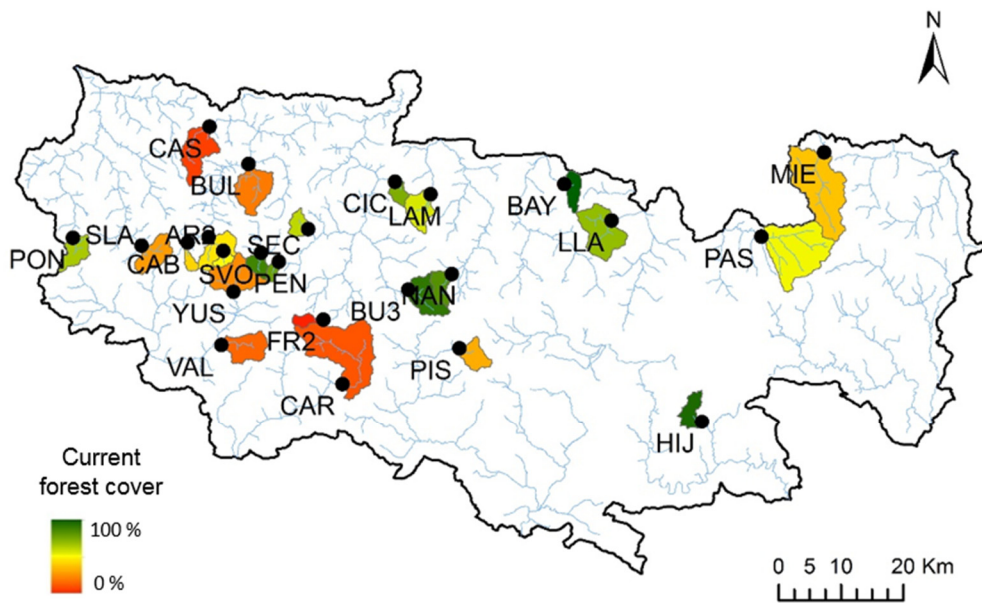 N
CAS
MIE
BUL
CIC
LAM
BAY
SLA
AR3
SEC
LLA
PON
CAB
SVO
PEN
PAS
NAN
YUS
BU3
FR2
VAL
PIS
CAR
HIJ
Current
forest cover
100 %
0 %
0 5 10 20 Km